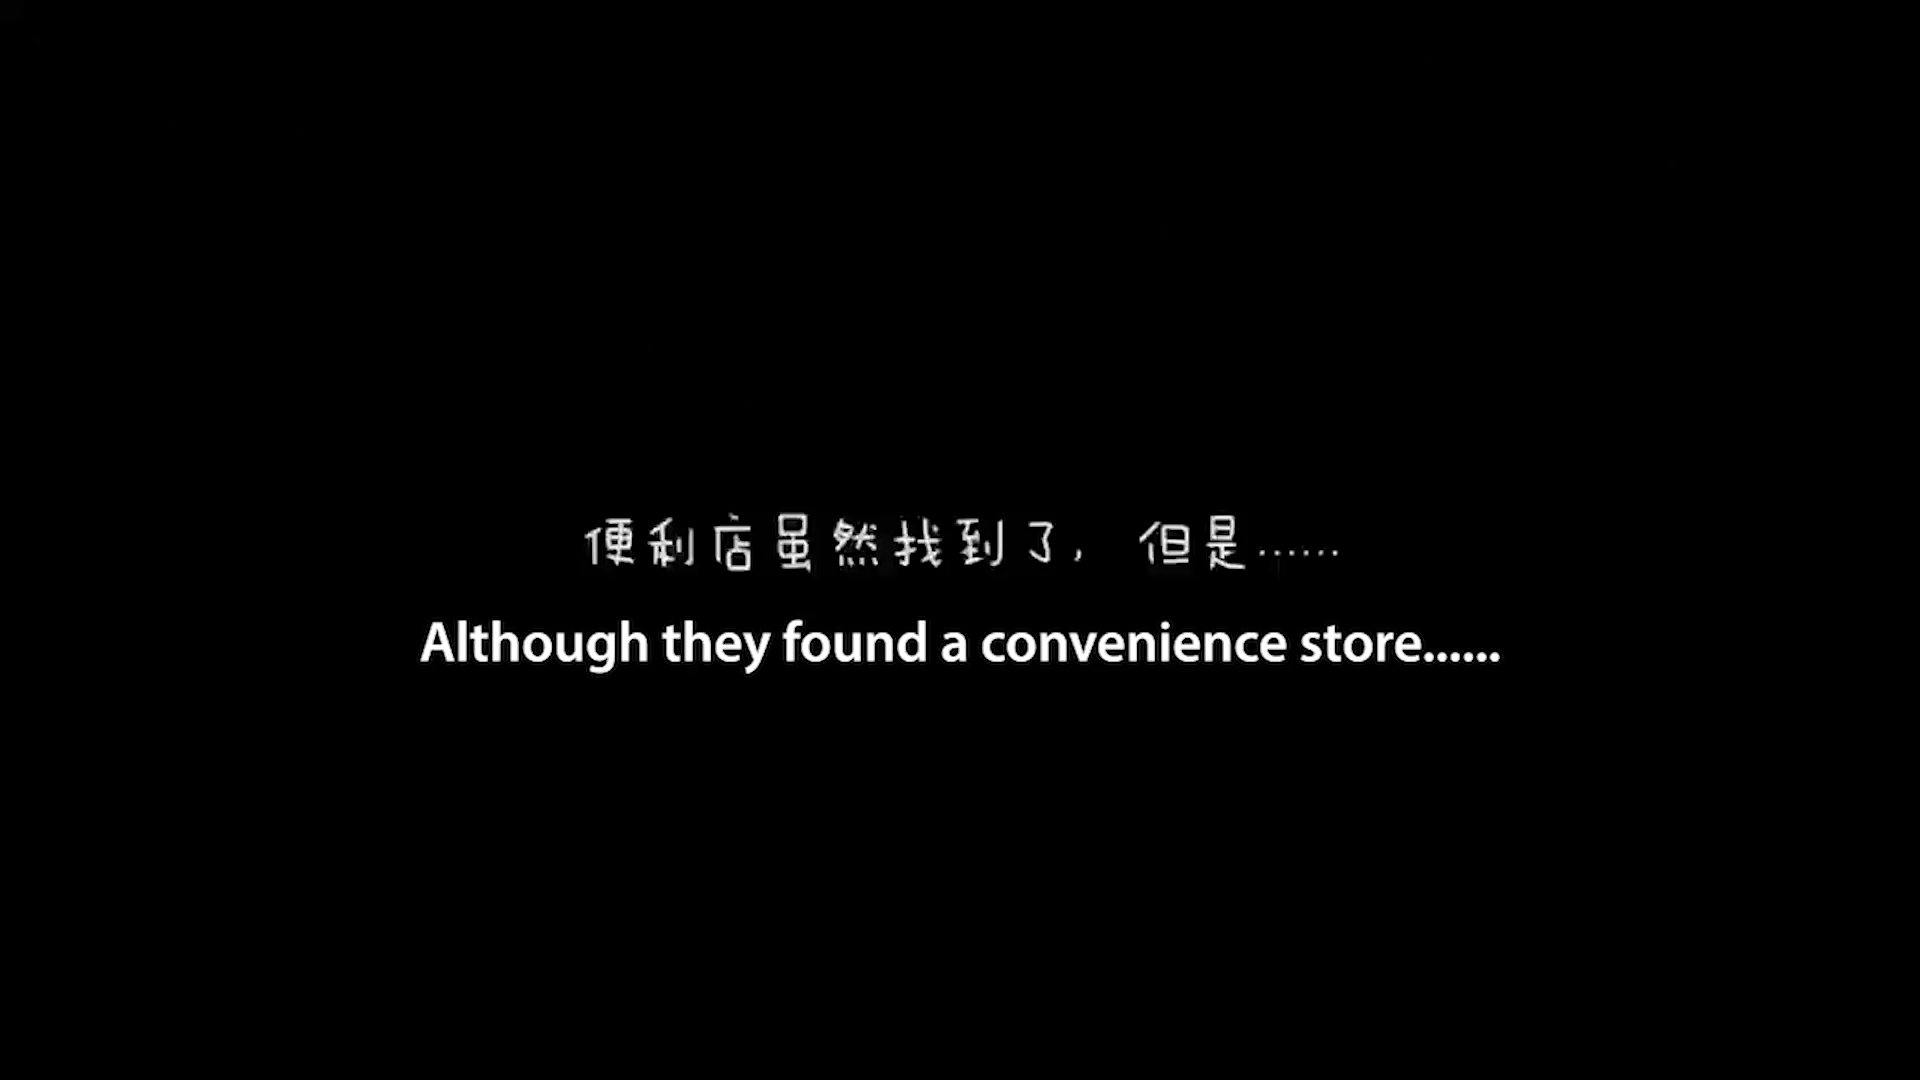 便利店虽然找到了，但是……
Although they found a convenience store......